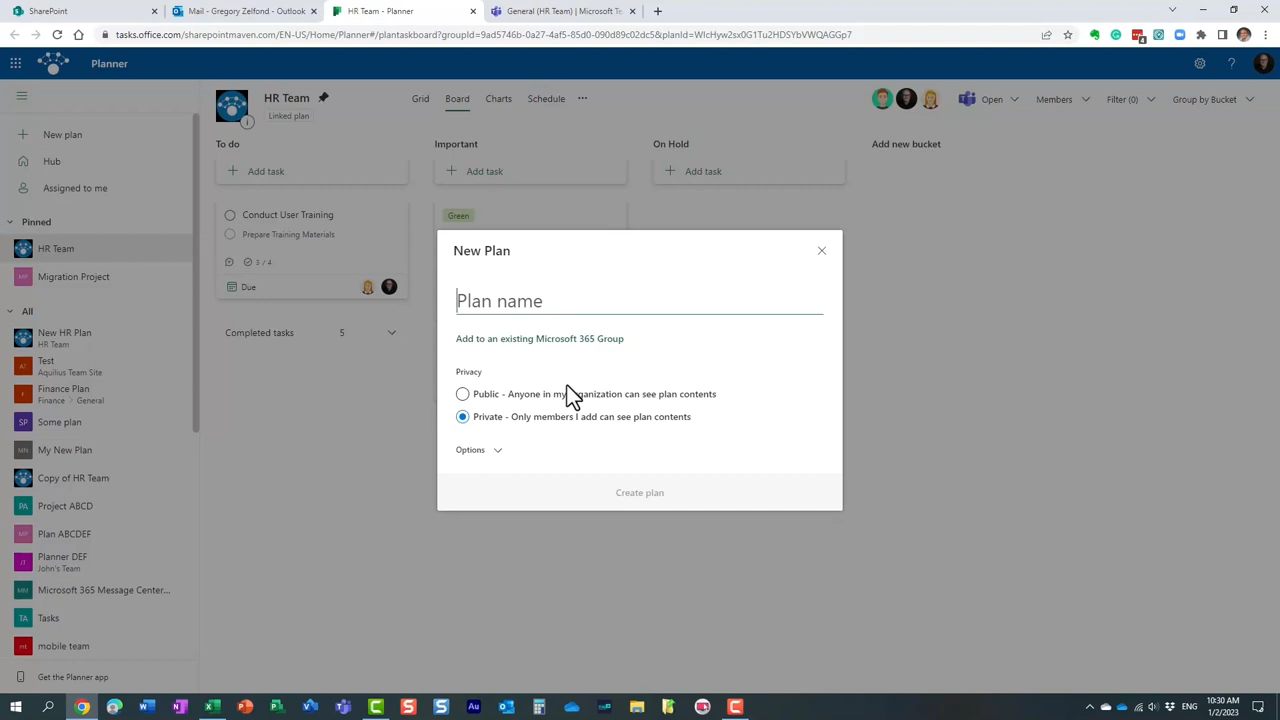 SharePoint
Mail - Gregory Zelfond - Outlook
HR Team - Planner
General (HR Team) | Microsoft Te
tasks.office.com/sharepointmaven.com/EN-US/Home/Planner#/plantaskboard?groupId=9ad5746b-0a27-4af5-85d0-090d89c02dc5&planId=WIcHyw2sx0G1Tu2HDSYbVWQAGGp7
Planner
HR Team
Linked plan
Grid
Board
Charts
Schedule
Open
Members
Filter (0)
Group by Bucket
New plan
Hub
Assigned to me
Pinned
HR Team
Migration Project
All
New HR Plan
HR Team
Test
Aquilius Team Site
Finance Plan
Finance > General
Some plan
My New Plan
Copy of HR Team
Project ABCD
Plan ABCDEF
Planner DEF
John's Team
Microsoft 365 Message Center...
Tasks
mobile team
Get the Planner app
To do
Important
On Hold
Add new bucket
Add task
Add task
Add task
Conduct User Training
Prepare Training Materials
3 / 4
Due
Green
Completed tasks 5
New Plan
Plan name
Add to an existing Microsoft 365 Group
Privacy
Public - Anyone in my organization can see plan contents
Private - Only members I add can see plan contents
Options
Create plan
10:30 AM
ENG
1/2/2023